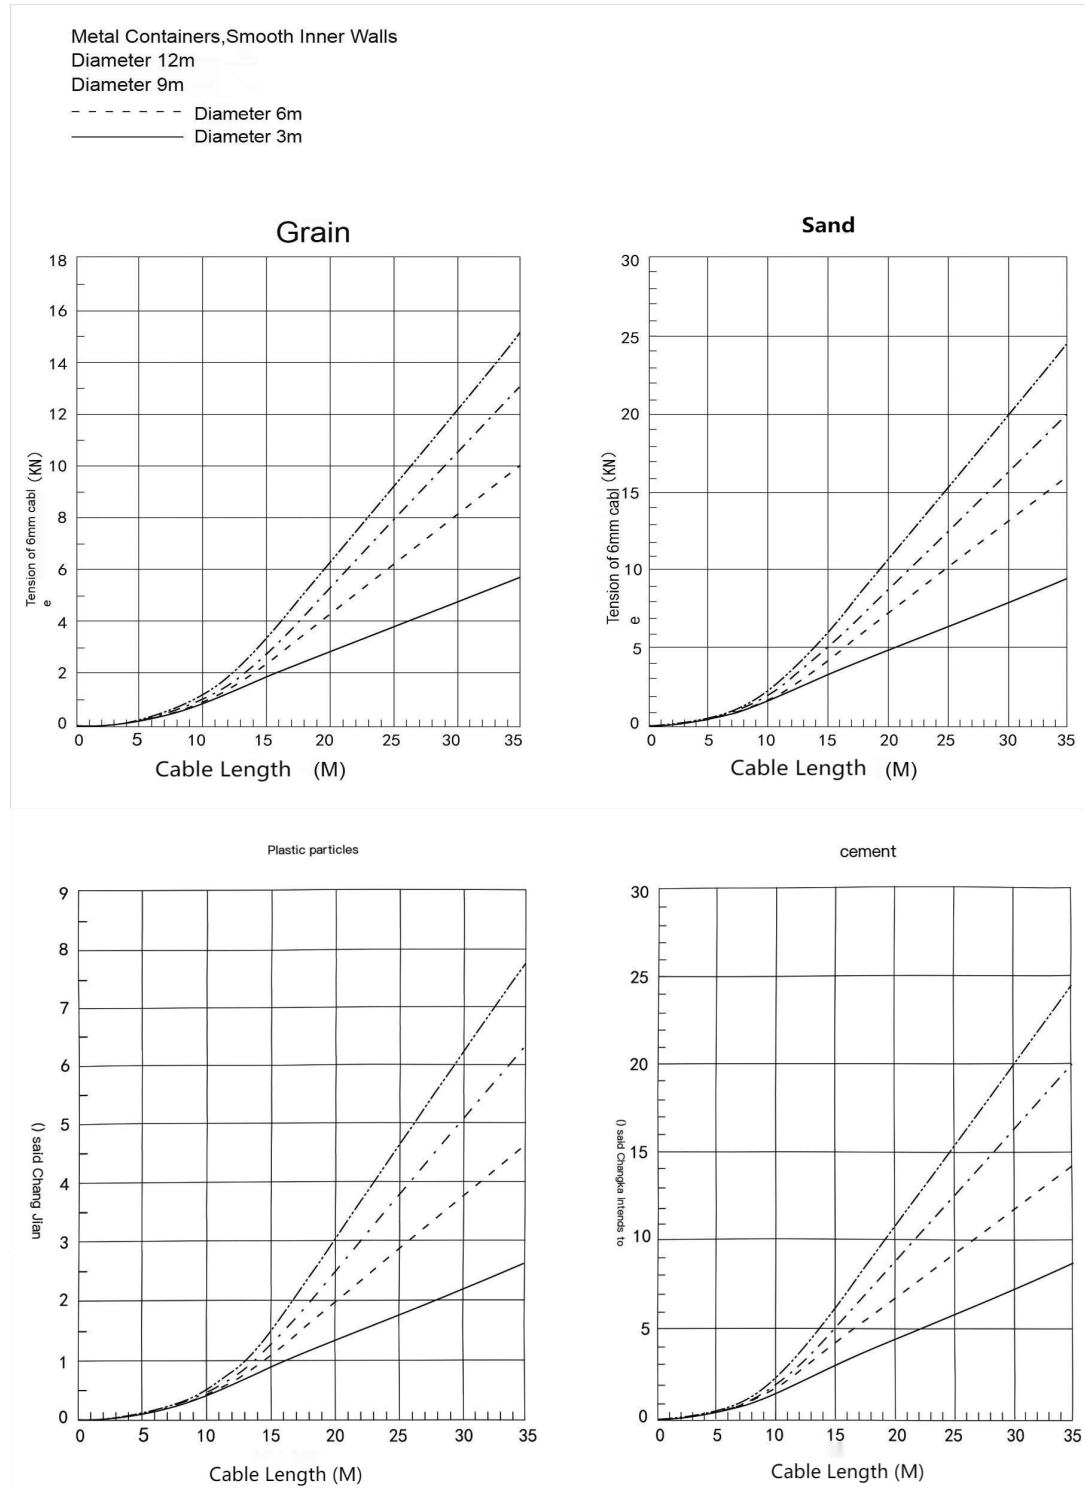 Metal Containers,Smooth Inner Walls
Diameter 12m
Diameter 9m
Diameter 6m
Diameter 3m
Grain
18
16
14
12
10
8
6
4
2
0
Tension of 6mm cabl (KN)
e
0 5 10 15 20 25 30 35
Cable Length (M)
Sand
30
25
20
15
10
5
0
Tension of 6mm cabl (KN)
e
0 5 10 15 20 25 30 35
Cable Length (M)
Plastic particles
9
8
7
6
5
4
3
2
1
0
() said Chang Jian
0 5 10 15 20 25 30 35
Cable Length (M)
cement
30
25
20
15
10
5
0
() said Changka intends to
0 5 10 15 20 25 30 35
Cable Length (M)